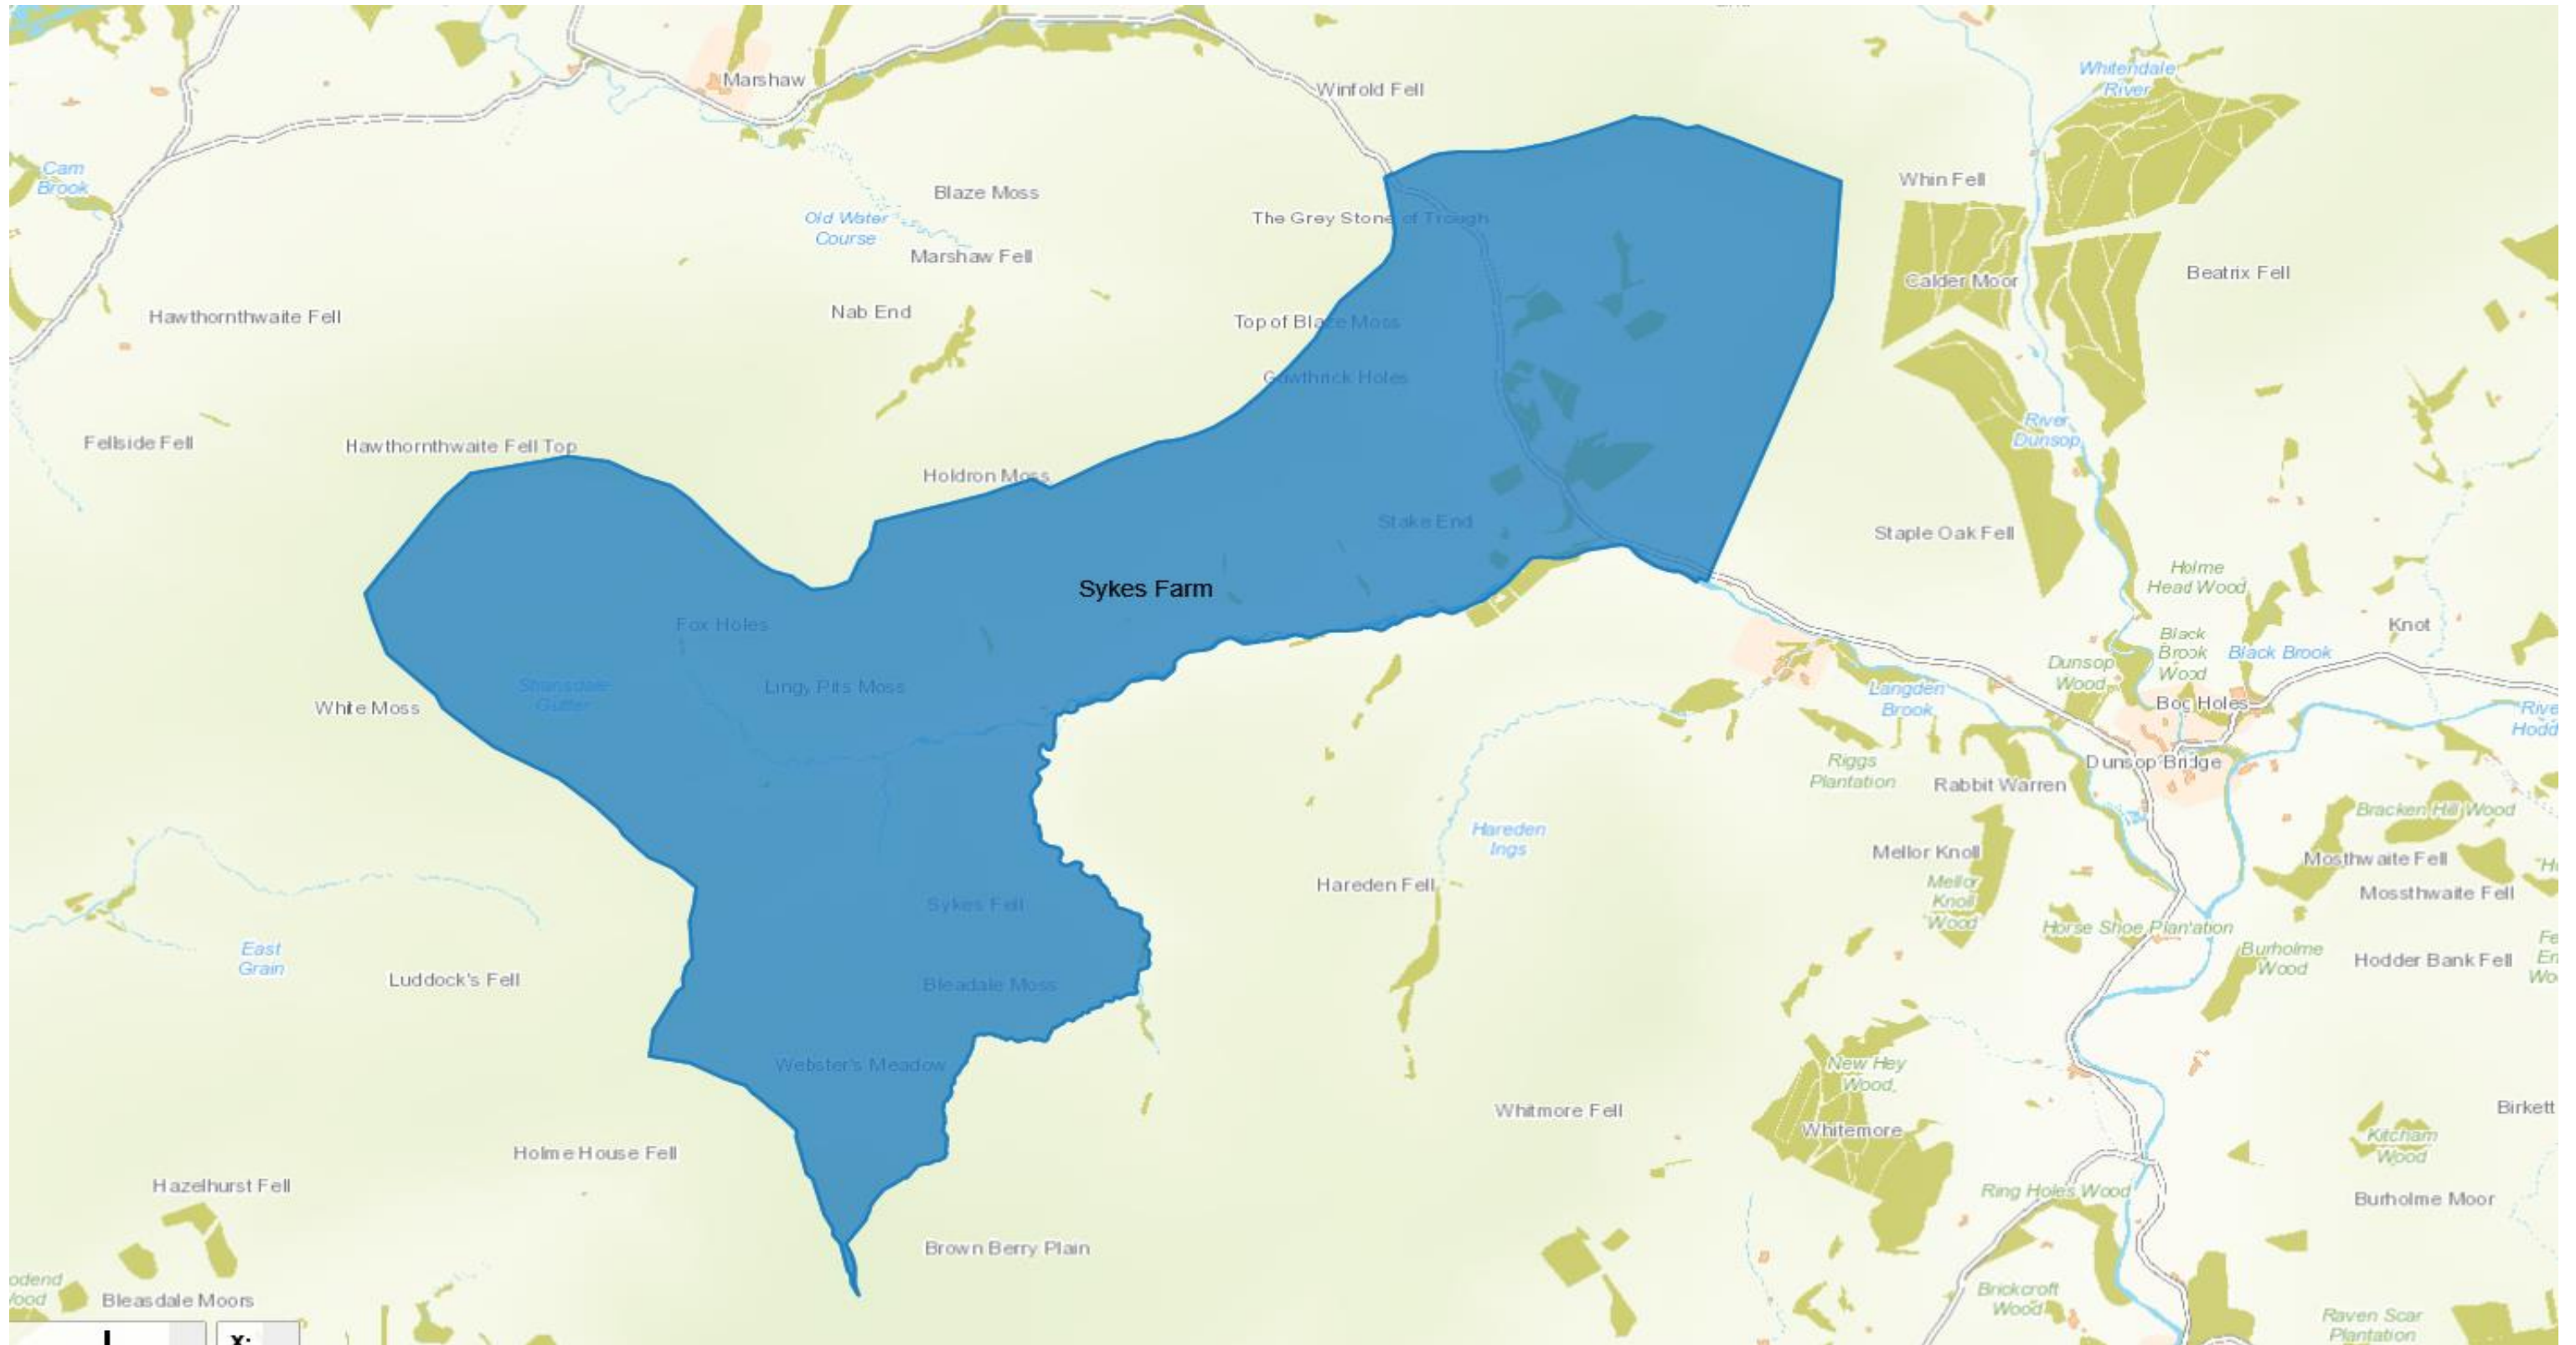 Whitendale
River
Marshaw
Winfold Fell
Cam
Brook
Whin Fell
Blaze Moss
Old Water
Course
The Grey Stone of Trough
Marshaw Fell
Beatrix Fell
Calder Moor
Nab End
Hawthornthwaite Fell
Top of Blaze Moss
Gawthrick Holes
River
Dunsop
Fellside Fell
Hawthornthwaite Fell Top
Holdron Moss
Stake End
Staple Oak Fell
Holme
Head Wood
Sykes Farm
Fox Holes
Knot
Black
Brook
Wood
Black Brook
Dunsop
Wood
Lingy Pits Moss
Langden
Brook
White Moss
Bog Holes
Dunsop Bridge
Riggs
Plantation
Rabbit Warren
Bracken Hill Wood
Hareden
Ings
Mellor Knoll
Mosthwaite Fell
Mellor
Knoll
Wood
Mossthwaite Fell
Hareden Fell
Sykes Fell
Horse Shoe Plantation
Burholme
Wood
Hodder Bank Fell
East
Grain
Luddock's Fell
Bleadale Moss
Webster's Meadow
New Hey
Wood
Whitmore Fell
Birkett
Whitemore
Kitcham
Wood
Holme House Fell
Hazelhurst Fell
Ring Holes Wood
Burholme Moor
Brown Berry Plain
Brickcroft
Wood
Bleasdale Moors
Raven Scar
Plantation
X: